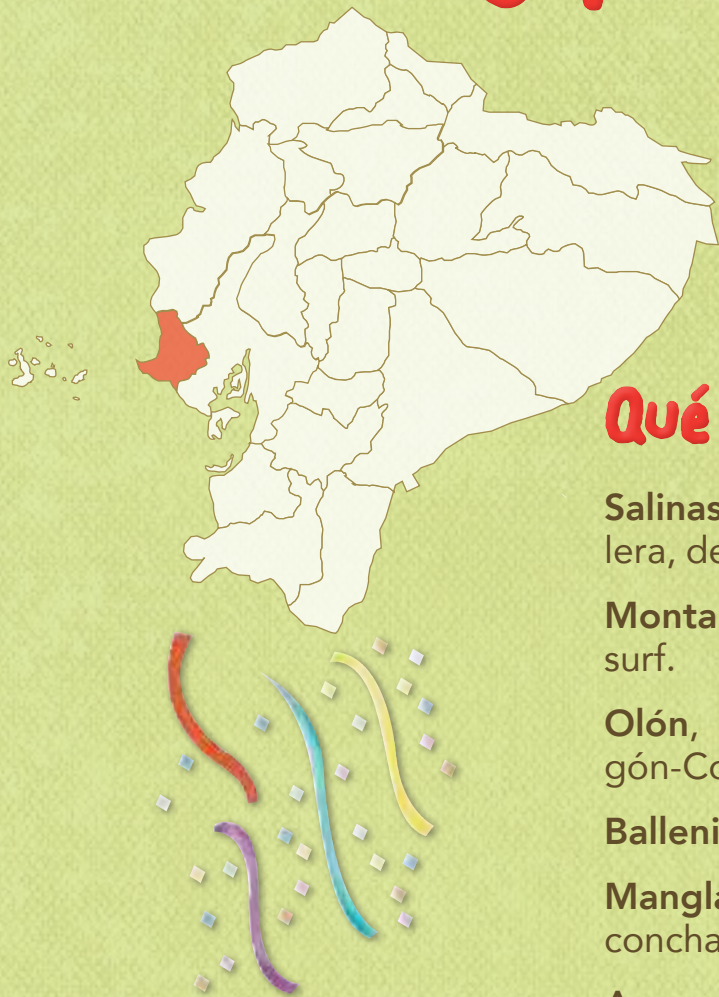 Qué
Salinas
lera, de
Monta
surf.
Olón,
gón-Co
Balleni
Mangla
concha